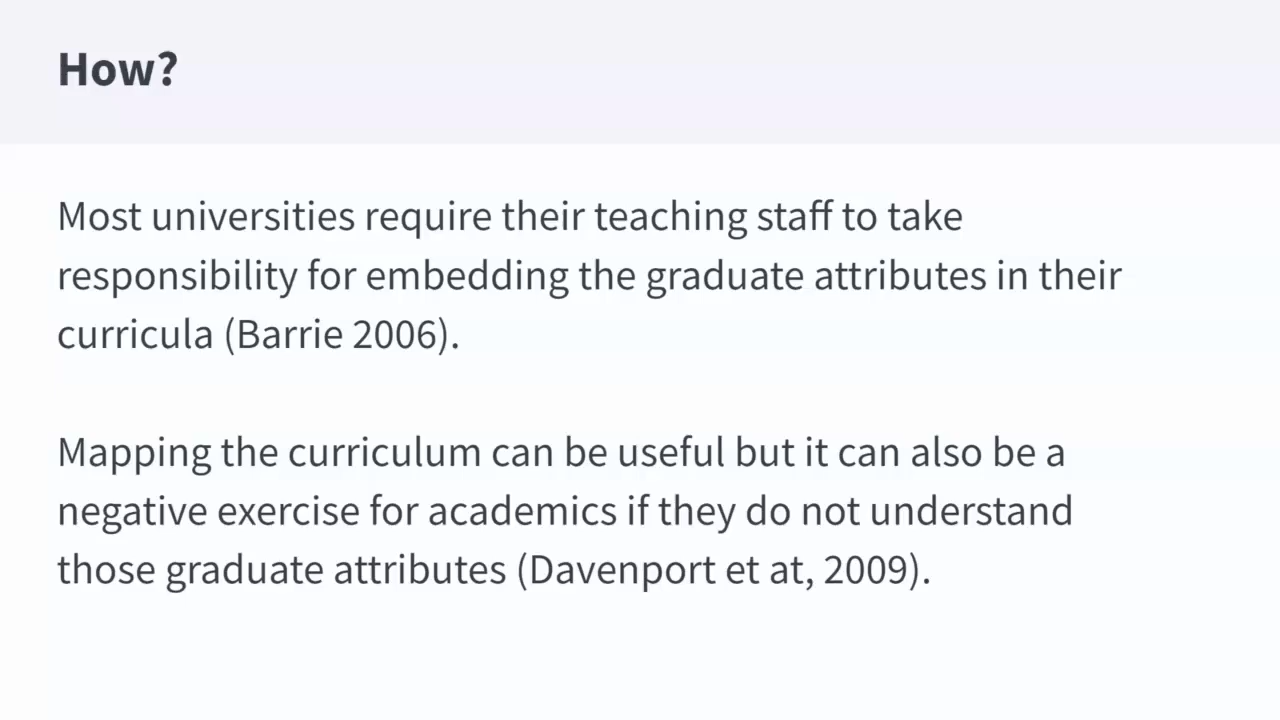 How?
Most universities require their teaching staff to take
responsibility for embedding the graduate attributes in their
curricula (Barrie 2006).
Mapping the curriculum can be useful but it can also be a
negative exercise for academics if they do not understand
those graduate attributes (Davenport et at, 2009).